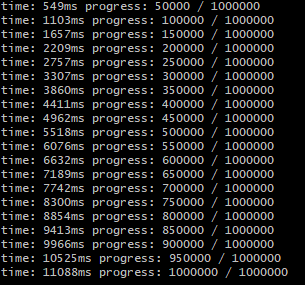 time: 549ms progress: 50000 / 1000000
time: 1103ms progress: 100000 / 1000000
time: 1657ms progress: 150000 / 1000000
time: 2209ms progress: 200000 / 1000000
time: 2757ms progress: 250000 / 1000000
time: 3307ms progress: 300000 / 1000000
time: 3860ms progress: 350000 / 1000000
time: 4411ms progress: 400000 / 1000000
time: 4962ms progress: 450000 / 1000000
time: 5518ms progress: 500000 / 1000000
time: 6076ms progress: 550000 / 1000000
time: 6632ms progress: 600000 / 1000000
time: 7189ms progress: 650000 / 1000000
time: 7742ms progress: 700000 / 1000000
time: 8300ms progress: 750000 / 1000000
time: 8854ms progress: 800000 / 1000000
time: 9413ms progress: 850000 / 1000000
time: 9966ms progress: 900000 / 1000000
time: 10525ms progress: 950000 / 1000000
time: 11088ms progress: 1000000 / 1000000